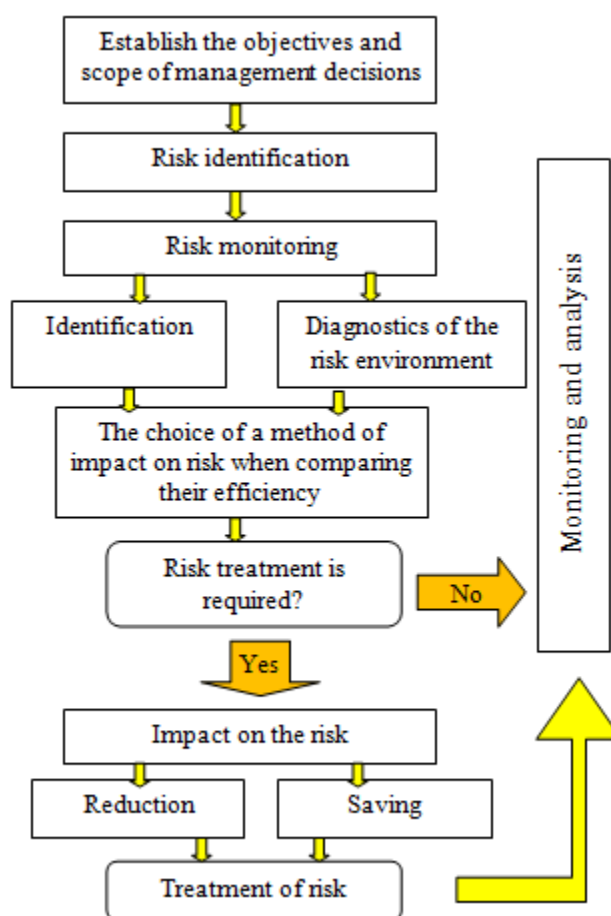 Establish the objectives and
scope of management decisions
Risk identification
Risk monitoring
Identification
Diagnostics of the
risk environment
The choice of a method of
impact on risk when comparing
their efficiency
Risk treatment is
required?
No
Yes
Impact on the risk
Reduction
Saving
Treatment of risk
Monitoring and analysis